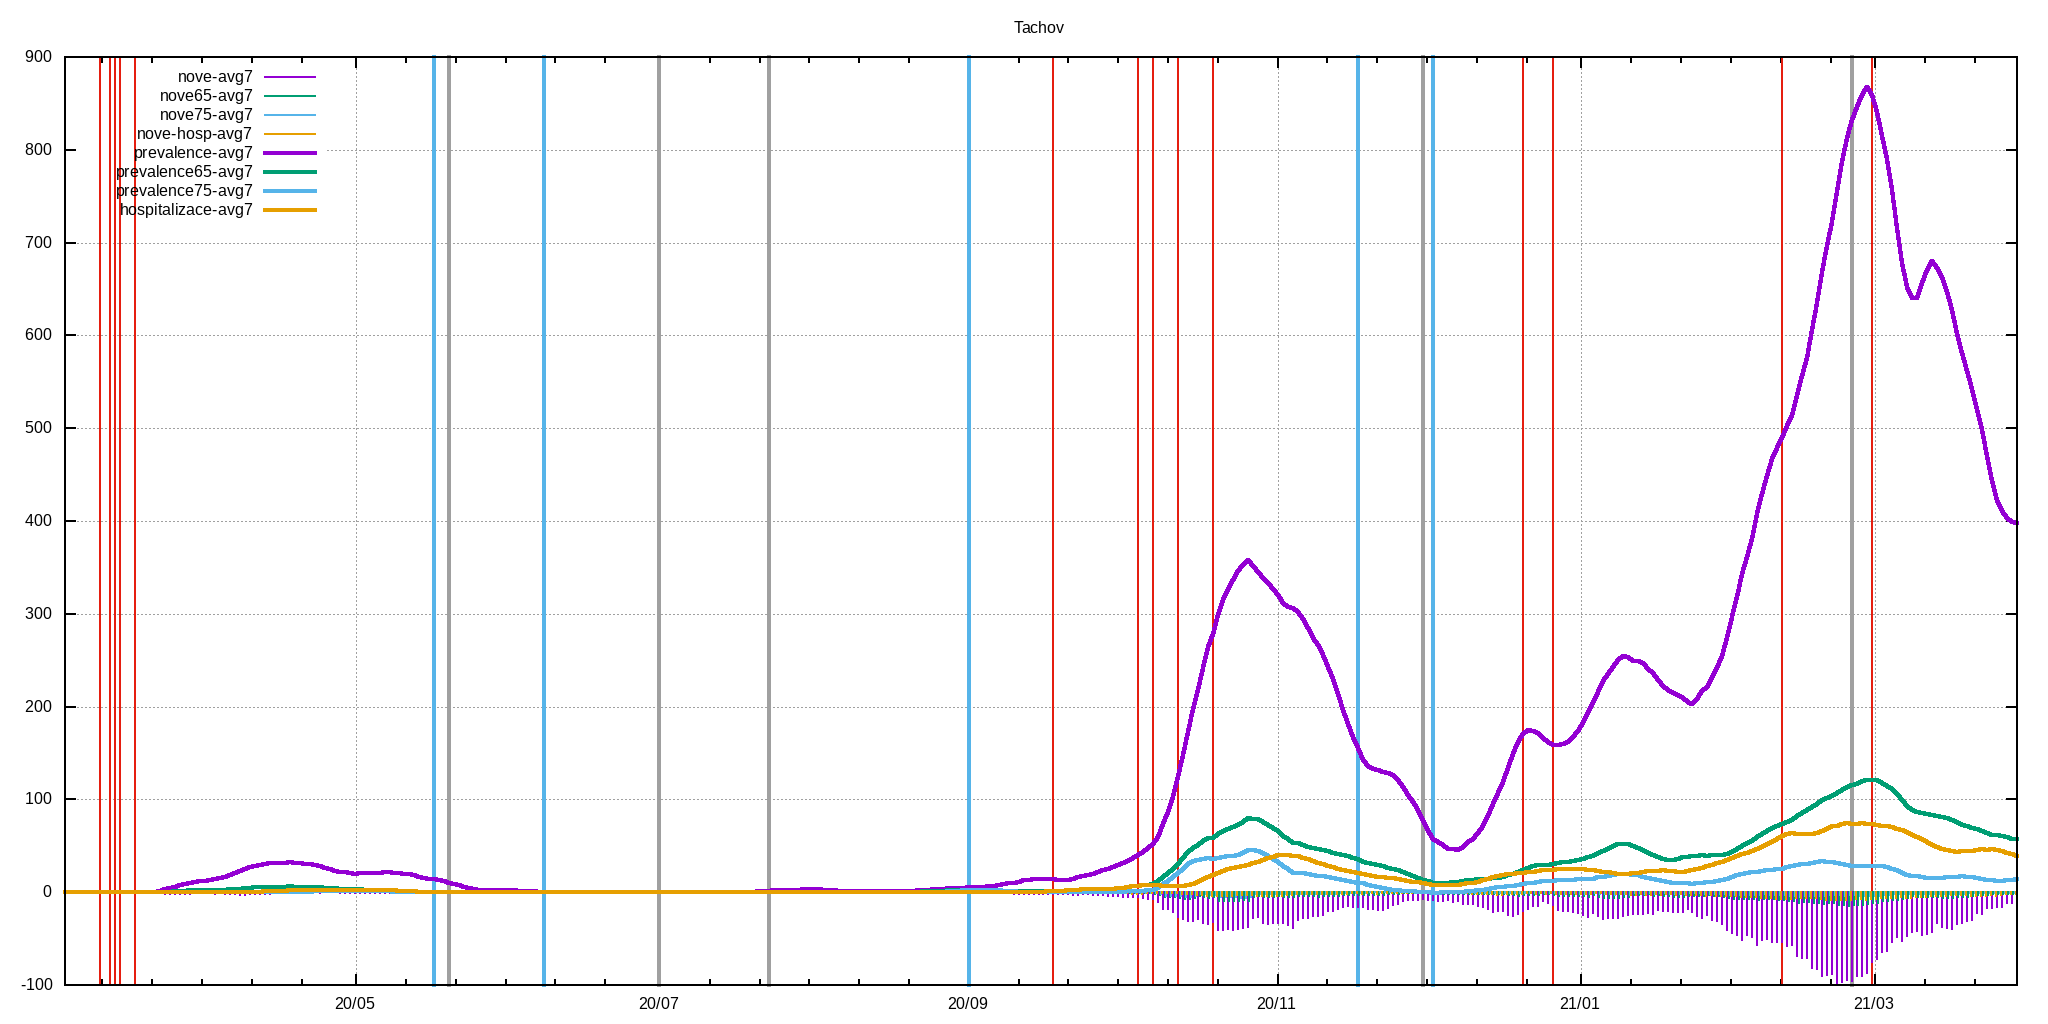 Tachov
900
800
700
600
500
400
300
200
100
0
-100
nove-avg7
nove65-avg7
nove75-avg7
nove-hosp-avg7
prevalence-avg7
prevalence65-avg7
prevalence75-avg7
hospitalizace-avg7
20/05 20/07 20/09 20/11 21/01 21/03